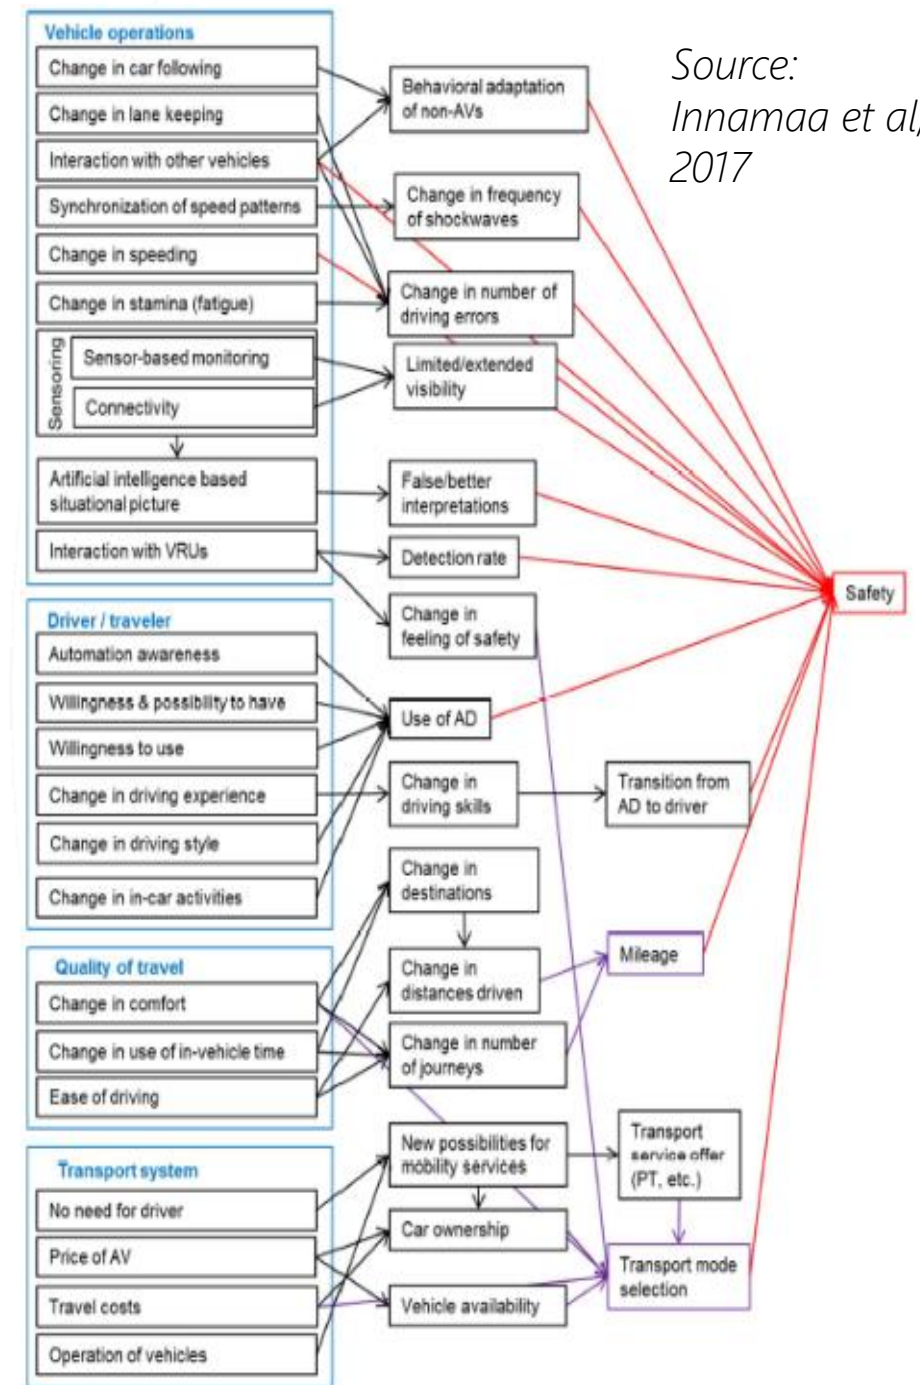 Source:
Innamaa et al,
2017
Vehicle operations
Change in car following
Change in lane keeping
Interaction with other vehicles
Synchronization of speed patterns
Change in speeding
Change in stamina (fatigue)
Sensoring
Sensor-based monitoring
Connectivity
Artificial intelligence based
situational picture
Interaction with VRUs
Behavioral adaptation
of non-AVs
Change in frequency
of shockwaves
Change in number of
driving errors
Limited/extended
visibility
False/better
interpretations
Detection rate
Change in
feeling of safety
Safety
Driver / traveler
Automation awareness
Willingness & possibility to have
Willingness to use
Change in driving experience
Change in driving style
Change in in-car activities
Use of AD
Change in
driving skills
Transition from
AD to driver
Quality of travel
Change in comfort
Change in use of in-vehicle time
Ease of driving
Change in
destinations
Change in
distances driven
Change in number
of journeys
Mileage
Transport system
No need for driver
Price of AV
Travel costs
Operation of vehicles
New possibilities for
mobility services
Car ownership
Vehicle availability
Transport
service offer
(PT, etc.)
Transport mode
selection